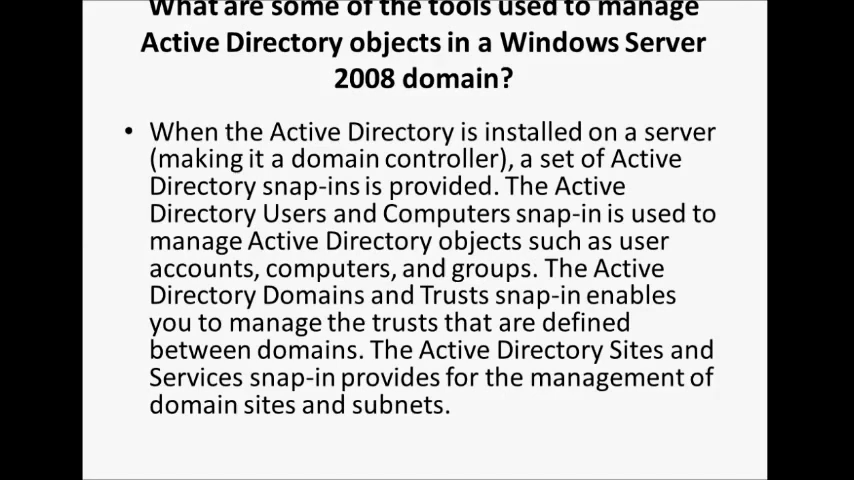 What are some of the tools used to manage
Active Directory objects in a Windows Server
2008 domain?
• When the Active Directory is installed on a server
(making it a domain controller), a set of Active
Directory snap-ins is provided. The Active
Directory Users and Computers snap-in is used to
manage Active Directory objects such as user
accounts, computers, and groups. The Active
Directory Domains and Trusts snap-in enables
you to manage the trusts that are defined
between domains. The Active Directory Sites and
Services snap-in provides for the management of
domain sites and subnets.